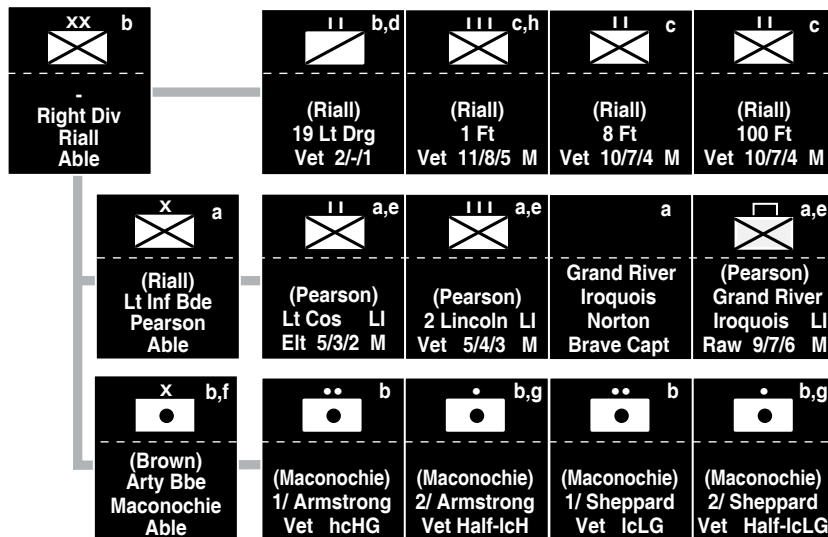 XX b
-
Right Div
Riall
Able
II b,d
(Riall)
19 Lt Drg
Vet 2/-/1
III c,h
(Riall)
1 Ft
Vet 11/8/5 M
II c
(Riall)
8 Ft
Vet 10/7/4 M
II c
(Riall)
100 Ft
Vet 10/7/4 M
X a
(Riall)
Lt Inf Bde
Pearson
Able
II a,e
(Pearson)
Lt Cos LI
Elt 5/3/2 M
III a,e
(Pearson)
2 Lincoln LI
Vet 5/4/3 M
a
Grand River
Iroquois
Norton
Brave Capt
a,e
(Pearson)
Grand River
Iroquois LI
Raw 9/7/6 M
X b,f
(Brown)
Arty Bbe
Maconochie
Able
b
(Maconochie)
1/ Armstrong
Vet hcHG
b,g
(Maconochie)
2/ Armstrong
Vet Half-lcH
b
(Maconochie)
1/ Sheppard
Vet lcLG
b,g
(Maconochie)
2/ Sheppard
Vet Half-lcLG